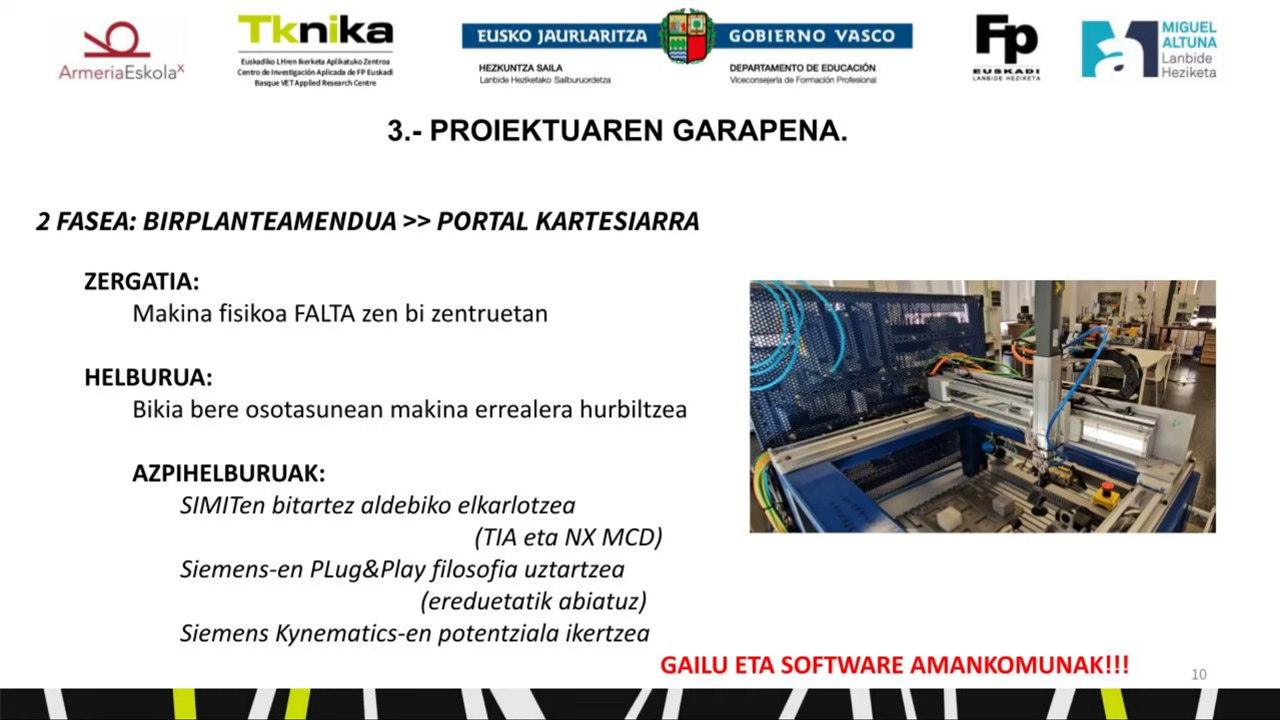 ArmeriaEskolaˣ
Tknika
Euskadiko LHren Ikerketa Aplikatuko Zentroa
Centro de Investigación Aplicada de FP Euskadi
Basque VET Applied Research Centre
EUSKO JAURLARITZA
GOBIERNO VASCO
HEZKUNTZA SAILA
Lanbide Heziketako Sailburuordetza
DEPARTAMENTO DE EDUCACIÓN
Viceconsejería de Formación Profesional
Fp
EUSKADI
LANBIDE HEZIKETA
a
MIGUEL
ALTUNA
Lanbide
Heziketa
3.- PROIEKTUAREN GARAPENA.
2 FASEA: BIRPLANTEAMENDUA >> PORTAL KARTESIARRA
ZERGATIA:
Makina fisikoa FALTA zen bi zentruetan
HELBURUA:
Bikia bere osotasunean makina errealera hurbiltzea
AZPIHELBURUAK:
SIMITen bitartez aldebiko elkarlotzea
(TIA eta NX MCD)
Siemens-en PLug&Play filosofia uztartzea
(ereduetatik abiatuz)
Siemens Kynematics-en potentziala ikertzea
GAILU ETA SOFTWARE AMANKOMUNAK!!!
10